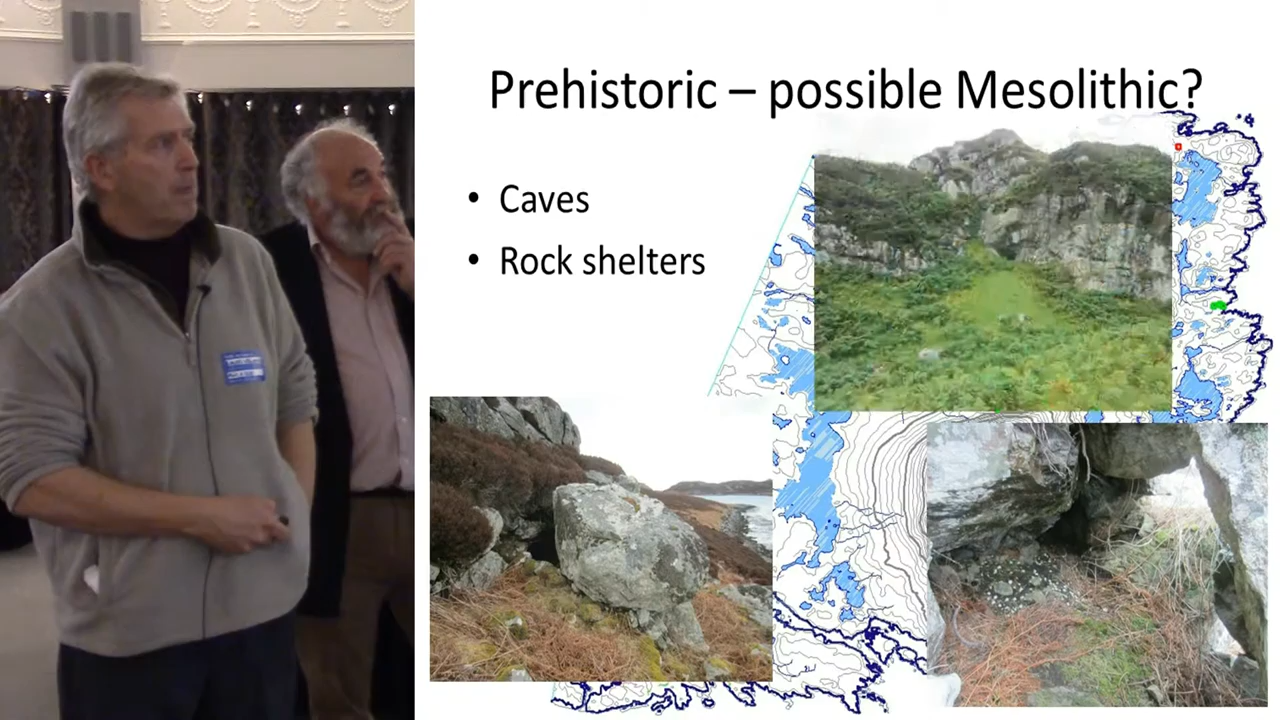 Prehistoric – possible Mesolithic?
• Caves
• Rock shelters